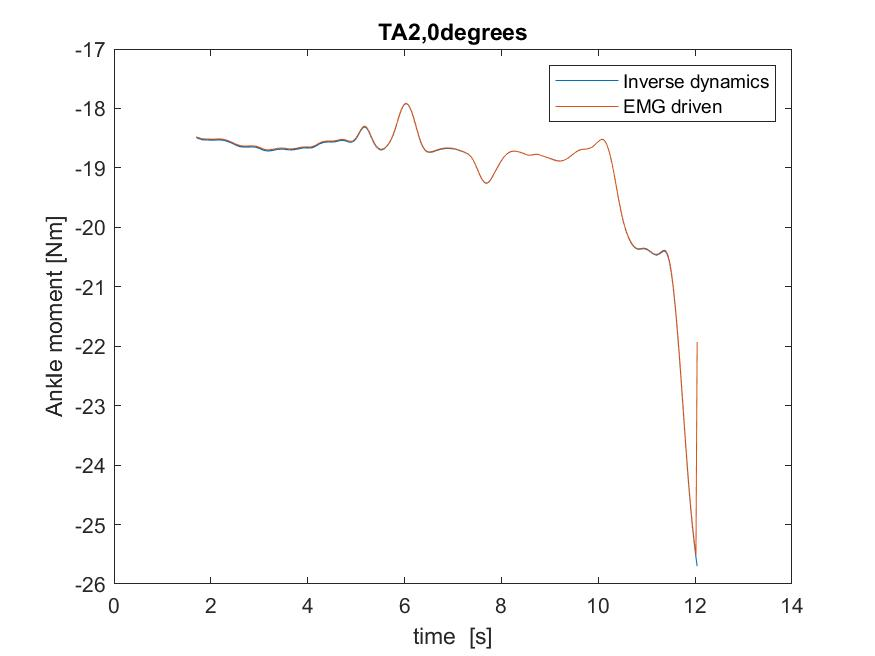 TA2,0degrees
Inverse dynamics
EMG driven
Ankle moment [Nm]
-17
-18
-19
-20
-21
-22
-23
-24
-25
-26
0 2 4 6 8 10 12 14
time [s]